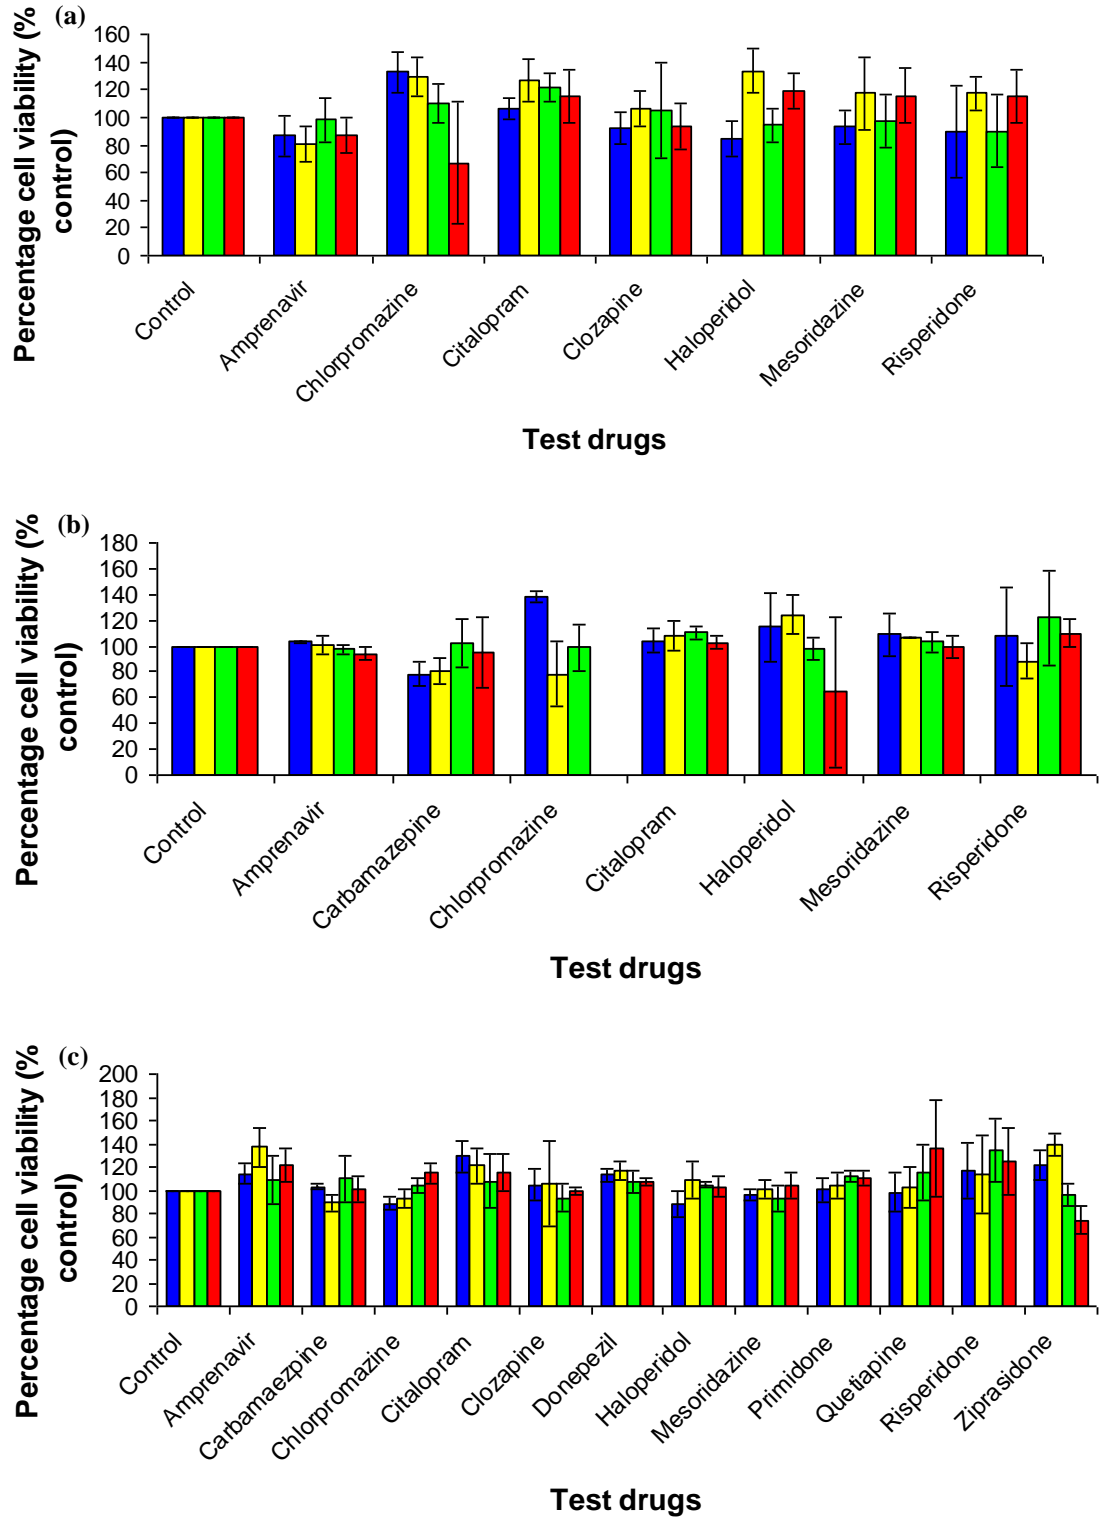 (a)
Percentage cell viability (%
control)
160
140
120
100
80
60
40
20
0
Control
Amprenavir
Chlorpromazine
Citalopram
Clozapine
Haloperidol
Mesoridazine
Risperidone
Test drugs
(b)
Percentage cell viability (%
control)
180
160
140
120
100
80
60
40
20
0
Control
Amprenavir
Carbamazepine
Chlorpromazine
Citalopram
Haloperidol
Mesoridazine
Risperidone
Test drugs
(c)
Percentage cell viability (%
control)
200
180
160
140
120
100
80
60
40
20
0
Control
Amprenavir
Carbamaezpine
Chlorpromazine
Citalopram
Clozapine
Donepezil
Haloperidol
Mesoridazine
Primidone
Quetiapine
Risperidone
Ziprasidone
Test drugs